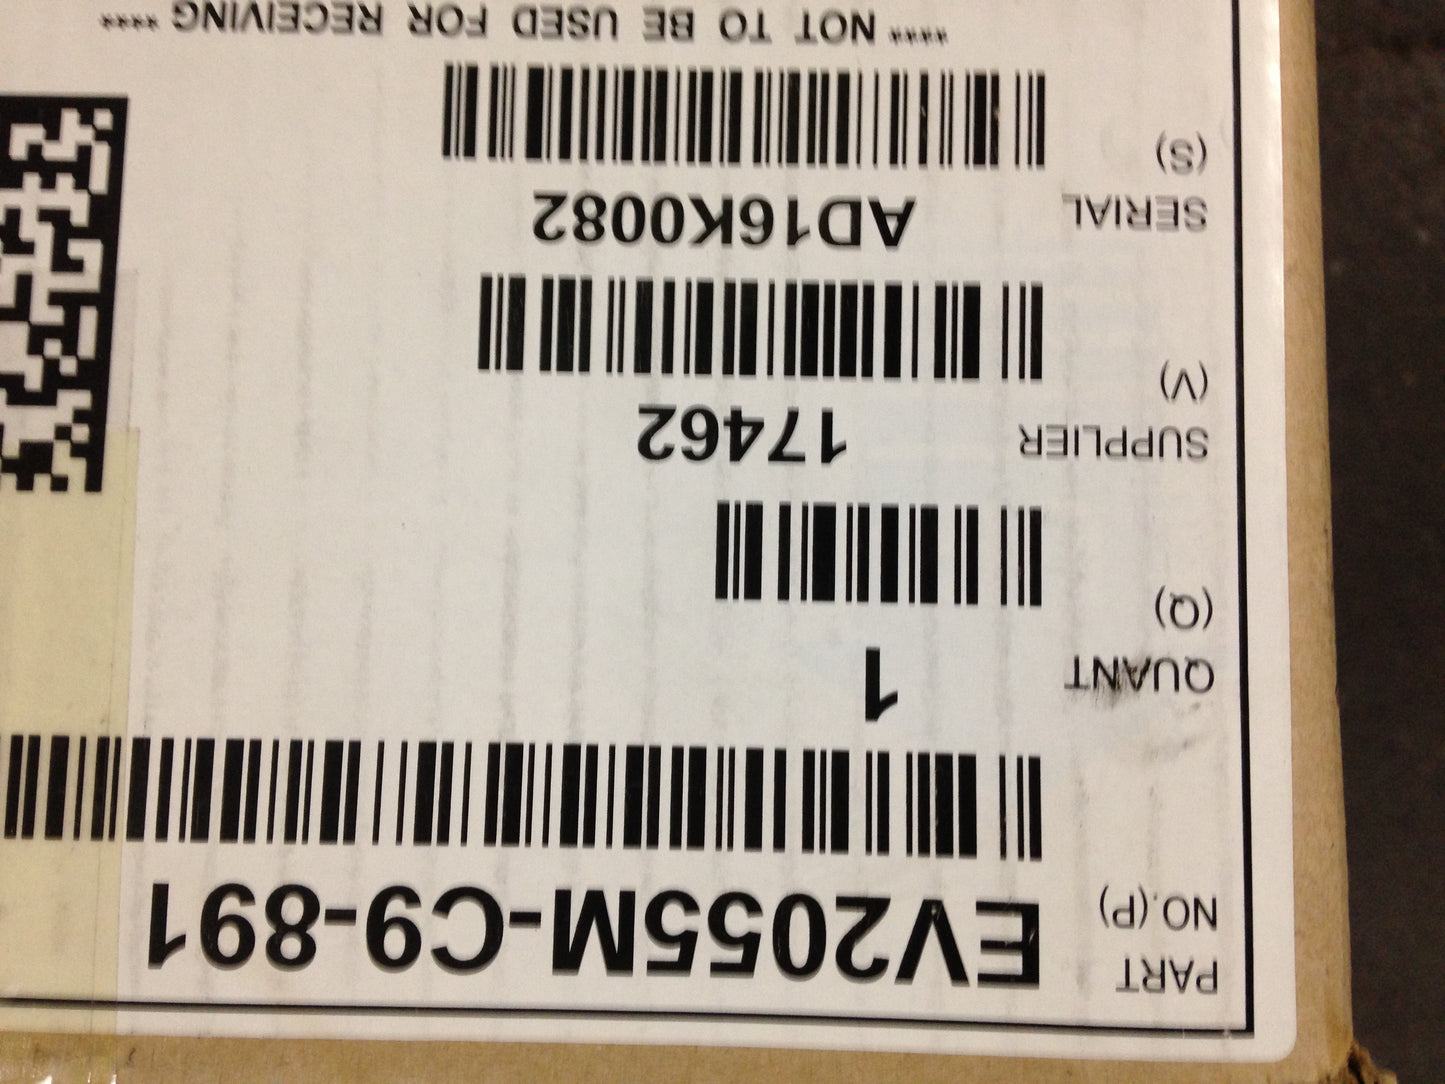 PART NO.(P) EV2055M-C9-891
QUANT (Q) 1
SUPPLIER (V) 17462
SERIAL (S) AD16K0082
**** NOT TO BE USED FOR RECEIVING ****